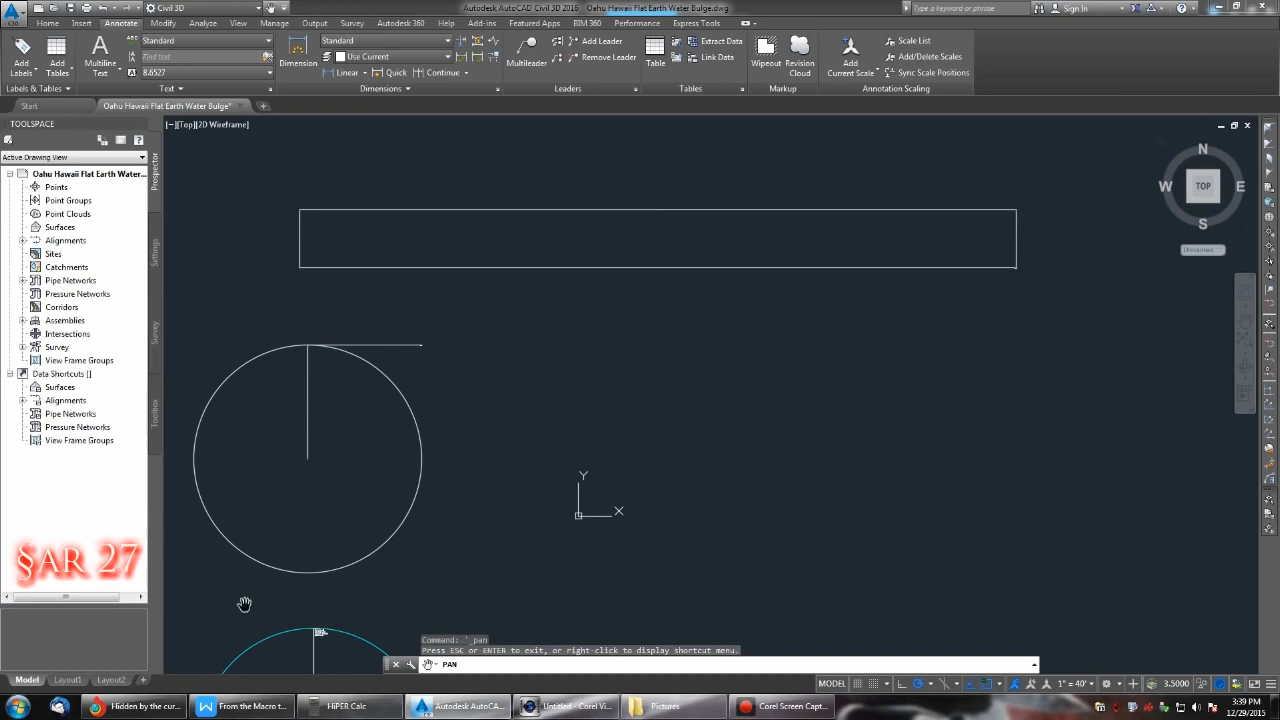 Civil 3D
Autodesk AutoCAD Civil 3D 2016    Oahu Hawaii Flat Earth Water Bulge.dwg
Type a keyword or phrase
Sign In
Home Insert Annotate Modify Analyze View Manage Output Survey Autodesk 360 Help Add-ins Featured Apps BIM 360 Performance Express Tools
Add Labels
Add Tables
Multiline Text
Standard
Find text
8.6527
Dimension
Standard
Use Current
Linear Quick Continue
Multileader
Add Leader
Remove Leader
Table
Extract Data
Link Data
Wipeout
Revision Cloud
Add Current Scale
Scale List
Add/Delete Scales
Sync Scale Positions
Labels & Tables Text Dimensions Leaders Tables Markup Annotation Scaling
Start
Oahu Hawaii Flat Earth Water Bulge*
TOOLSPACE
Active Drawing View
Oahu Hawaii Flat Earth Water...
Points
Point Groups
Point Clouds
Surfaces
Alignments
Sites
Catchments
Pipe Networks
Pressure Networks
Corridors
Assemblies
Intersections
Survey
View Frame Groups
Data Shortcuts []
Surfaces
Alignments
Pipe Networks
Pressure Networks
View Frame Groups
Prospector
Settings
Survey
Toolbox
[−][Top][2D Wireframe]
N
W TOP E
S
Unnamed
Y
X
§AR 27
Command: '_pan
Press ESC or ENTER to exit, or right-click to display shortcut menu.
PAN
Model Layout1 Layout2
MODEL
1" = 40'
3.5000
Hidden by the cur...
From the Macro t...
HiPER Calc
Autodesk AutoCA...
Untitled - Corel Vi...
Pictures
Corel Screen Capt...
3:39 PM
12/29/2015